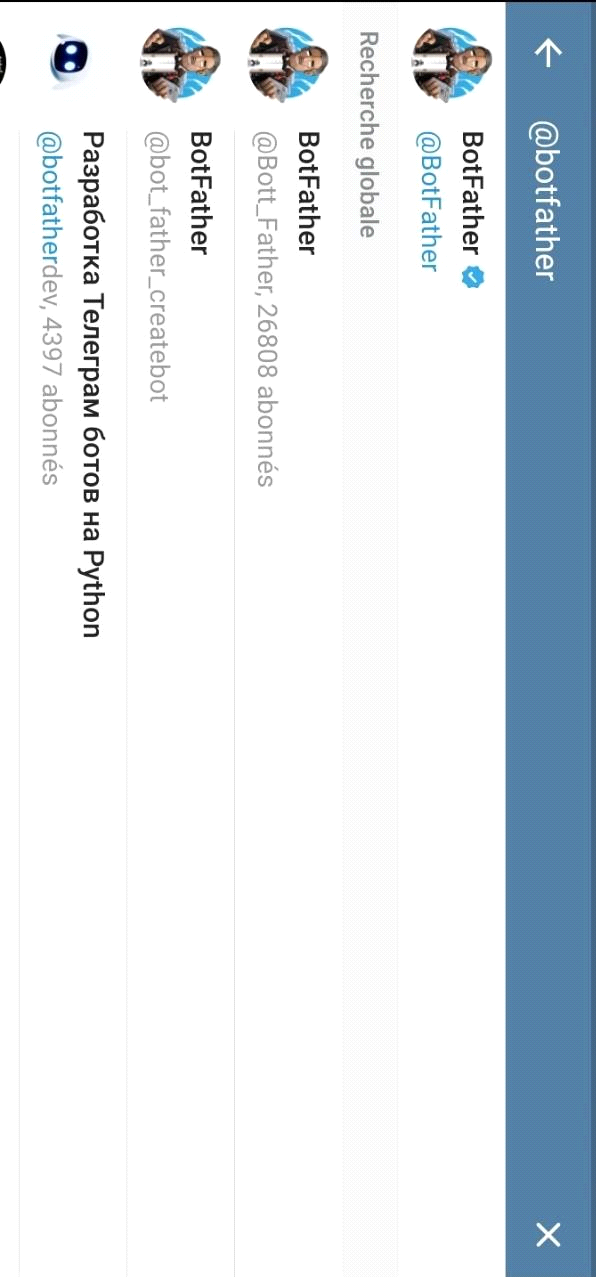 @botfather
BotFather
@BotFather
Recherche globale
BotFather
@Bott_Father, 26808 abonnés
BotFather
@bot_father_createbot
Разработка Телеграм ботов на Python
@botfatherdev, 4397 abonnés